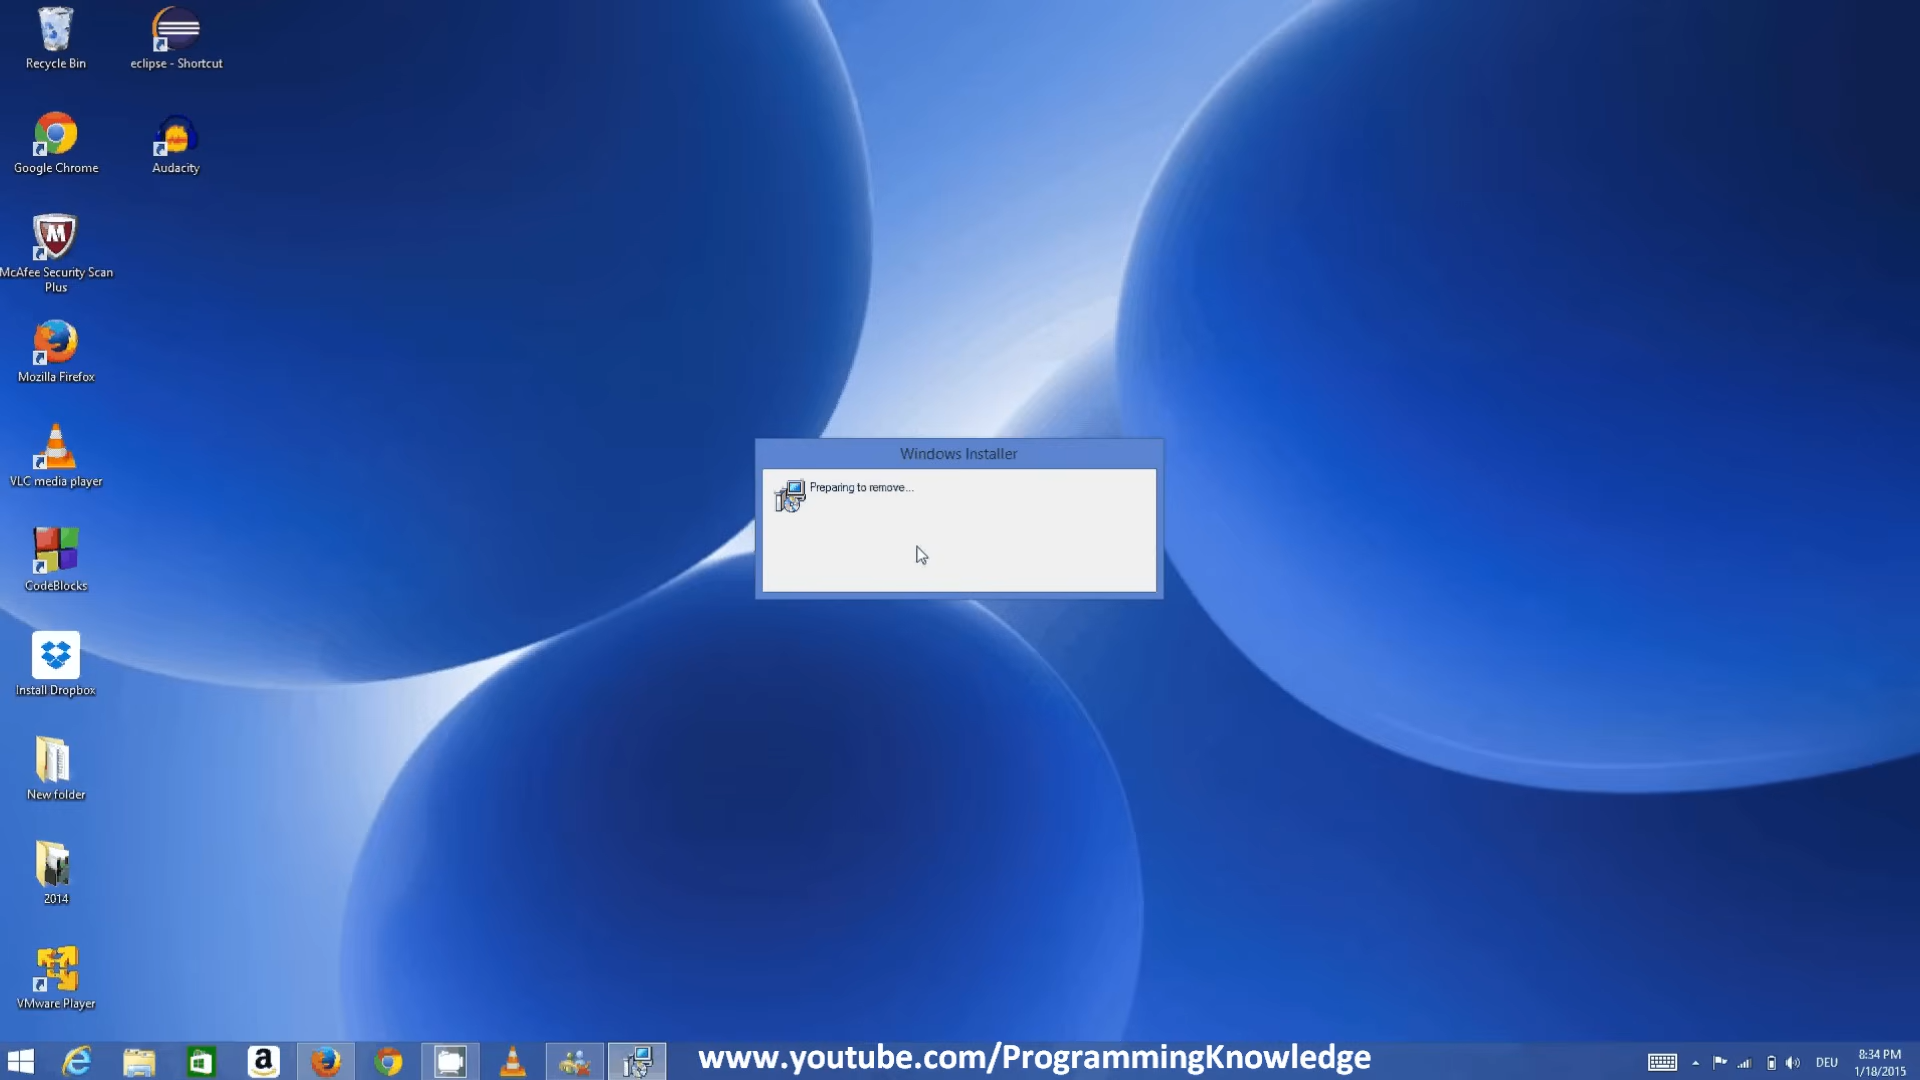 Recycle Bin
eclipse - Shortcut
Google Chrome
Audacity
McAfee Security Scan
Plus
Mozilla Firefox
VLC media player
CodeBlocks
Install Dropbox
New folder
2014
VMware Player
Windows Installer
Preparing to remove...
www.youtube.com/ProgrammingKnowledge
DEU
8:34 PM
1/18/2015